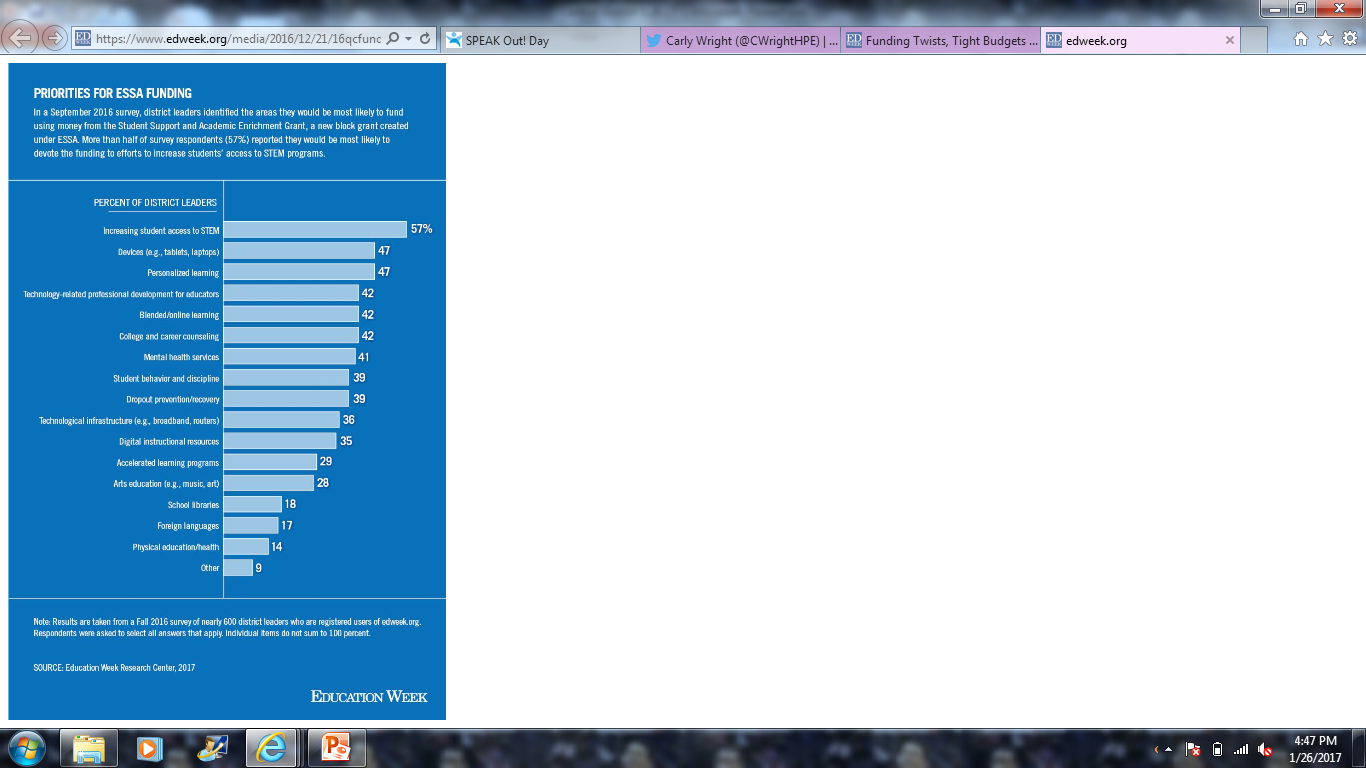 https://www.edweek.org/media/2016/12/21/16qcfunc
SPEAK Out! Day
Carly Wright (@CWrightHPE) | ...
Funding Twists, Tight Budgets ...
edweek.org
PRIORITIES FOR ESSA FUNDING
In a September 2016 survey, district leaders identified the areas they would be most likely to fund
using money from the Student Support and Academic Enrichment Grant, a new block grant created
under ESSA. More than half of survey respondents (57%) reported they would be most likely to
devote the funding to efforts to increase students' access to STEM programs.
PERCENT OF DISTRICT LEADERS
Increasing student access to STEM 57%
Devices (e.g., tablets, laptops) 47
Personalized learning 47
Technology-related professional development for educators 42
Blended/online learning 42
College and career counseling 42
Mental health services 41
Student behavior and discipline 39
Dropout prevention/recovery 39
Technological infrastructure (e.g., broadband, routers) 36
Digital instructional resources 35
Accelerated learning programs 29
Arts education (e.g., music, art) 28
School libraries 18
Foreign languages 17
Physical education/health 14
Other 9
Note: Results are taken from a Fall 2016 survey of nearly 600 district leaders who are registered users of edweek.org.
Respondents were asked to select all answers that apply. Individual items do not sum to 100 percent.
SOURCE: Education Week Research Center, 2017
EDUCATION WEEK
4:47 PM
1/26/2017